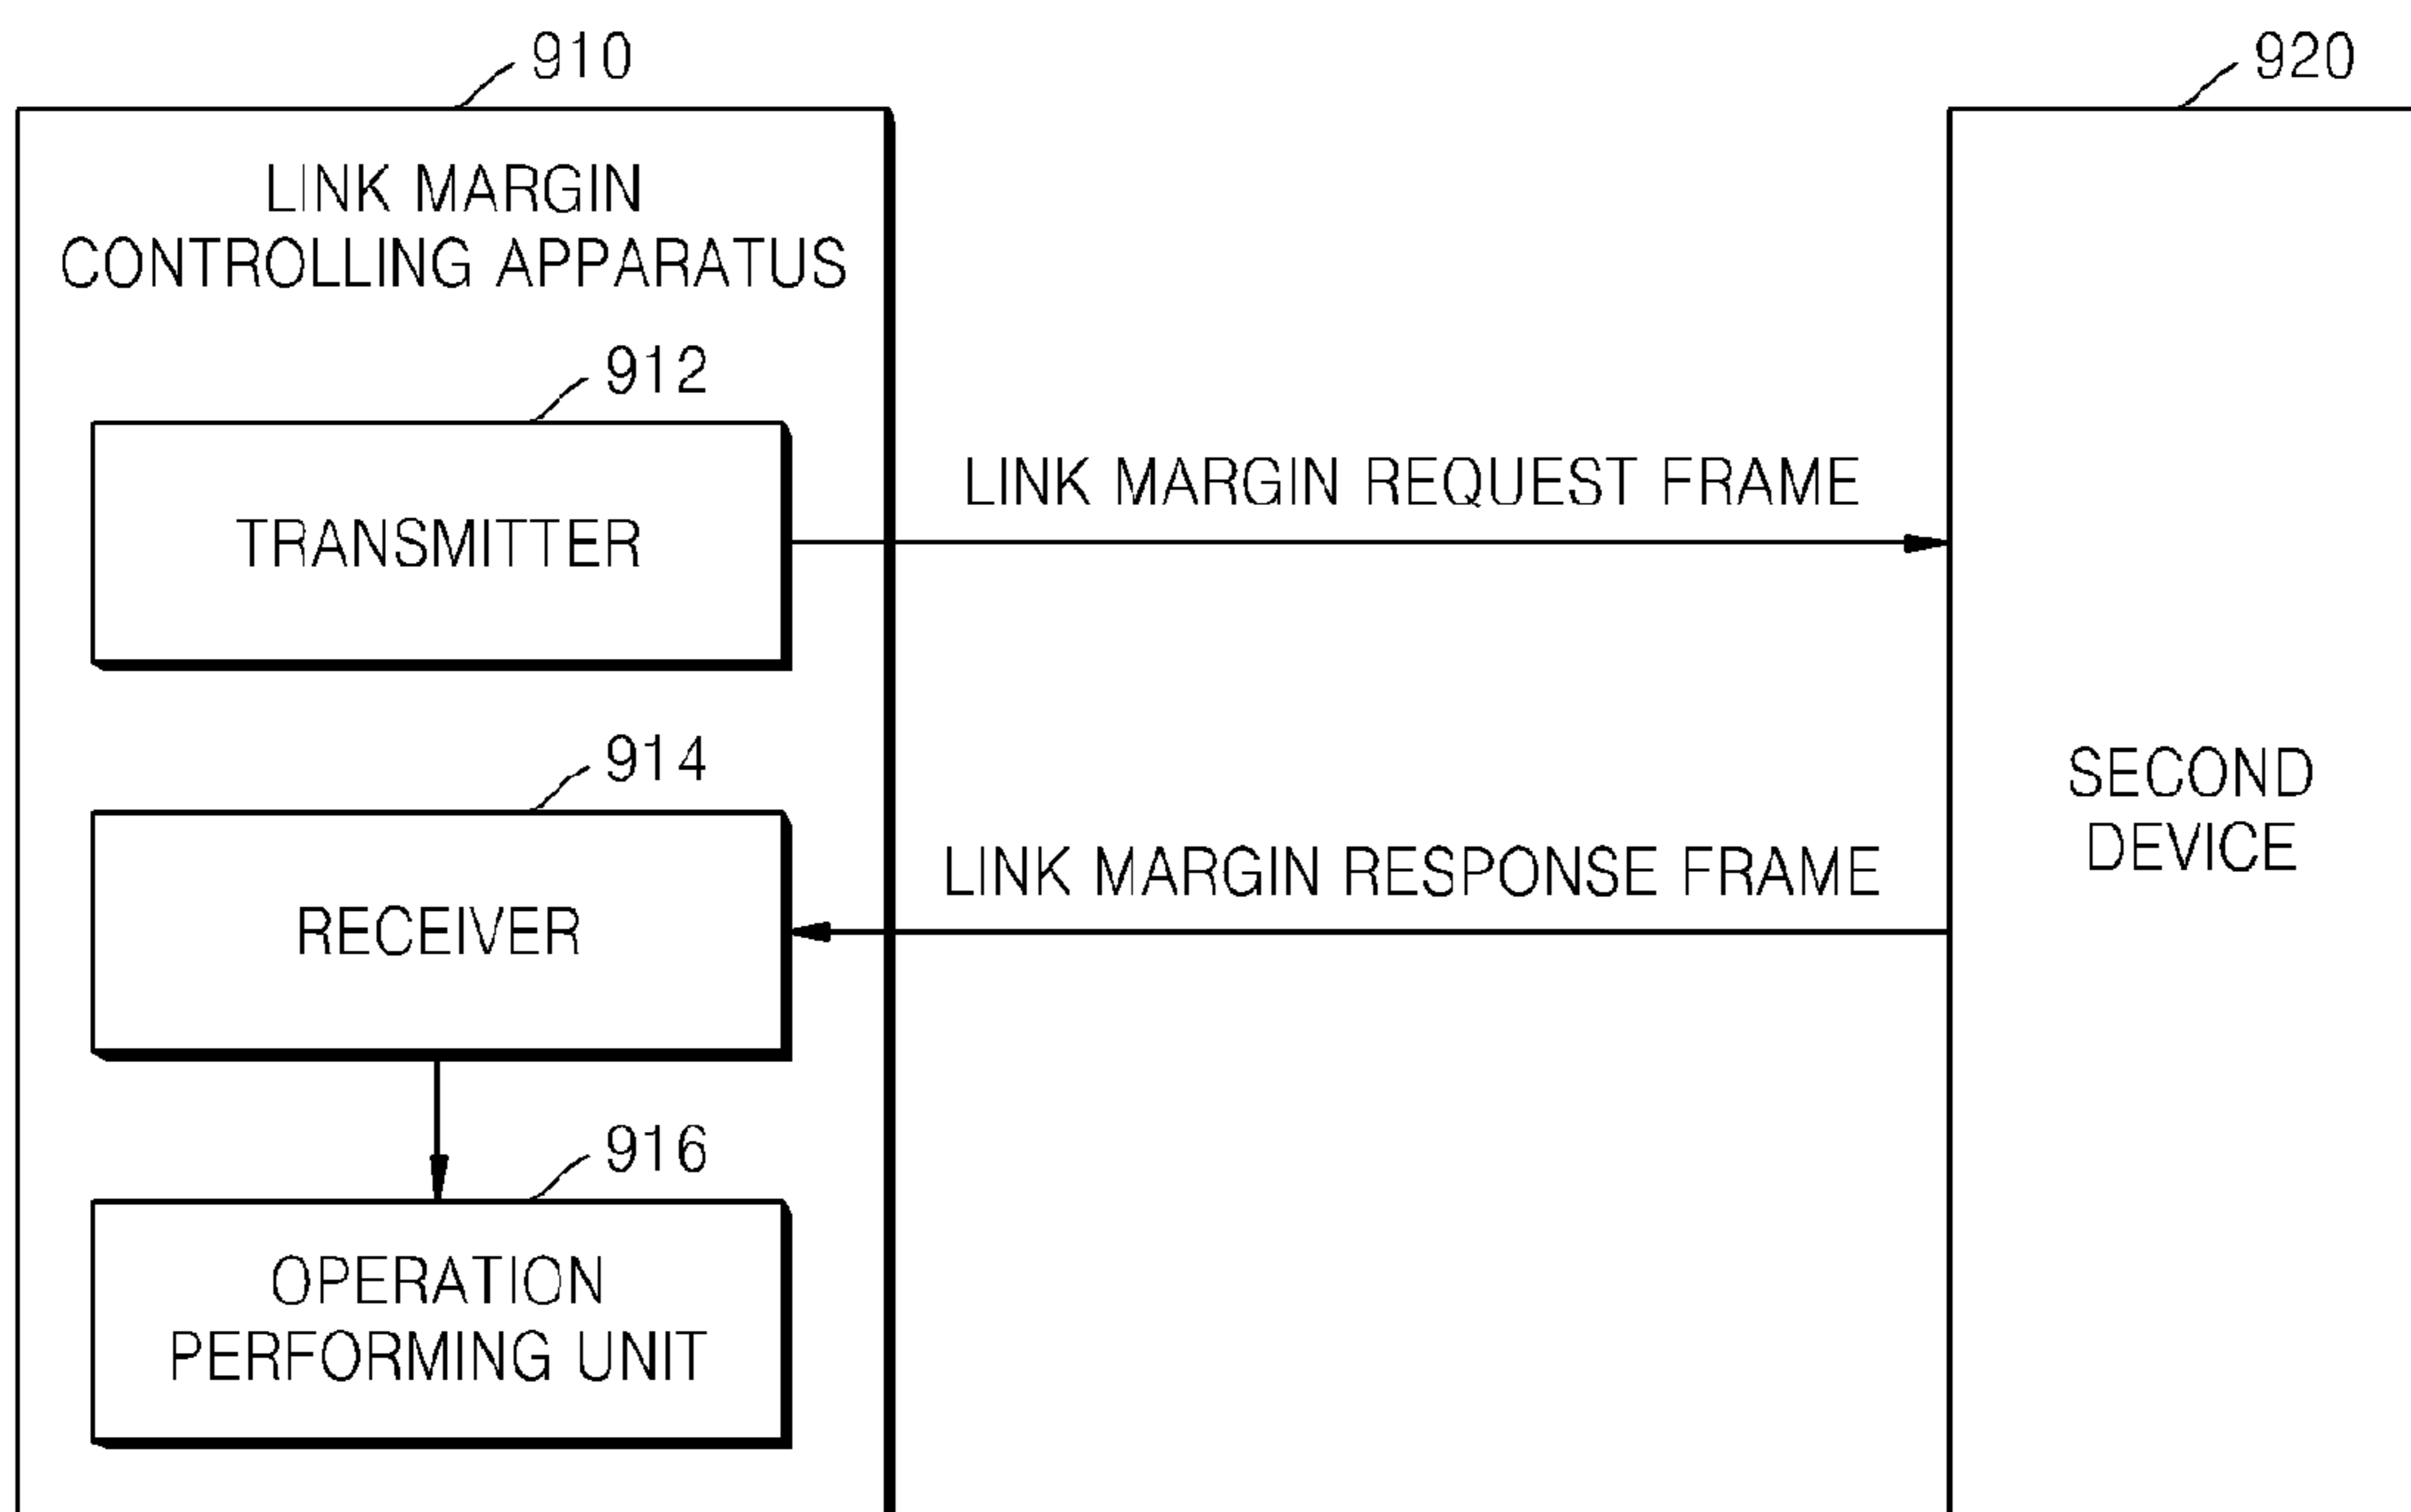 910
920
LINK MARGIN
CONTROLLING APPARATUS
912
TRANSMITTER
LINK MARGIN REQUEST FRAME
914
RECEIVER
LINK MARGIN RESPONSE FRAME
SECOND
DEVICE
916
OPERATION
PERFORMING UNIT